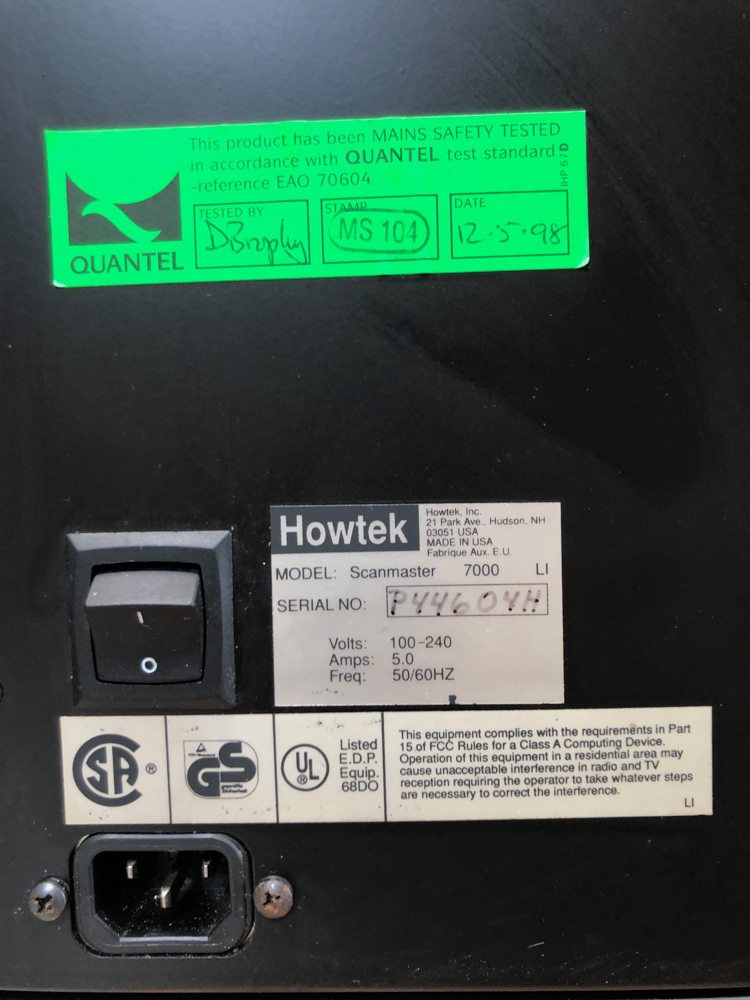 This product has been MAINS SAFETY TESTED
in accordance with QUANTEL test standard
-reference EAO 70604
IHP 67D
QUANTEL
TESTED BY
DBrophy
STAMP
MS 104
DATE
12·5·98
Howtek
Howtek, Inc.
21 Park Ave., Hudson, NH
03051 USA
MADE IN USA
Fabrique Aux. E.U.
MODEL: Scanmaster 7000 LI
SERIAL NO: P44604H
Volts: 100-240
Amps: 5.0
Freq: 50/60HZ
SA ®
GS
UL ®
Listed
E.D.P.
Equip.
68DO
This equipment complies with the requirements in Part
15 of FCC Rules for a Class A Computing Device.
Operation of this equipment in a residential area may
cause unacceptable interference in radio and TV
reception requiring the operator to take whatever steps
are necessary to correct the interference.
LI